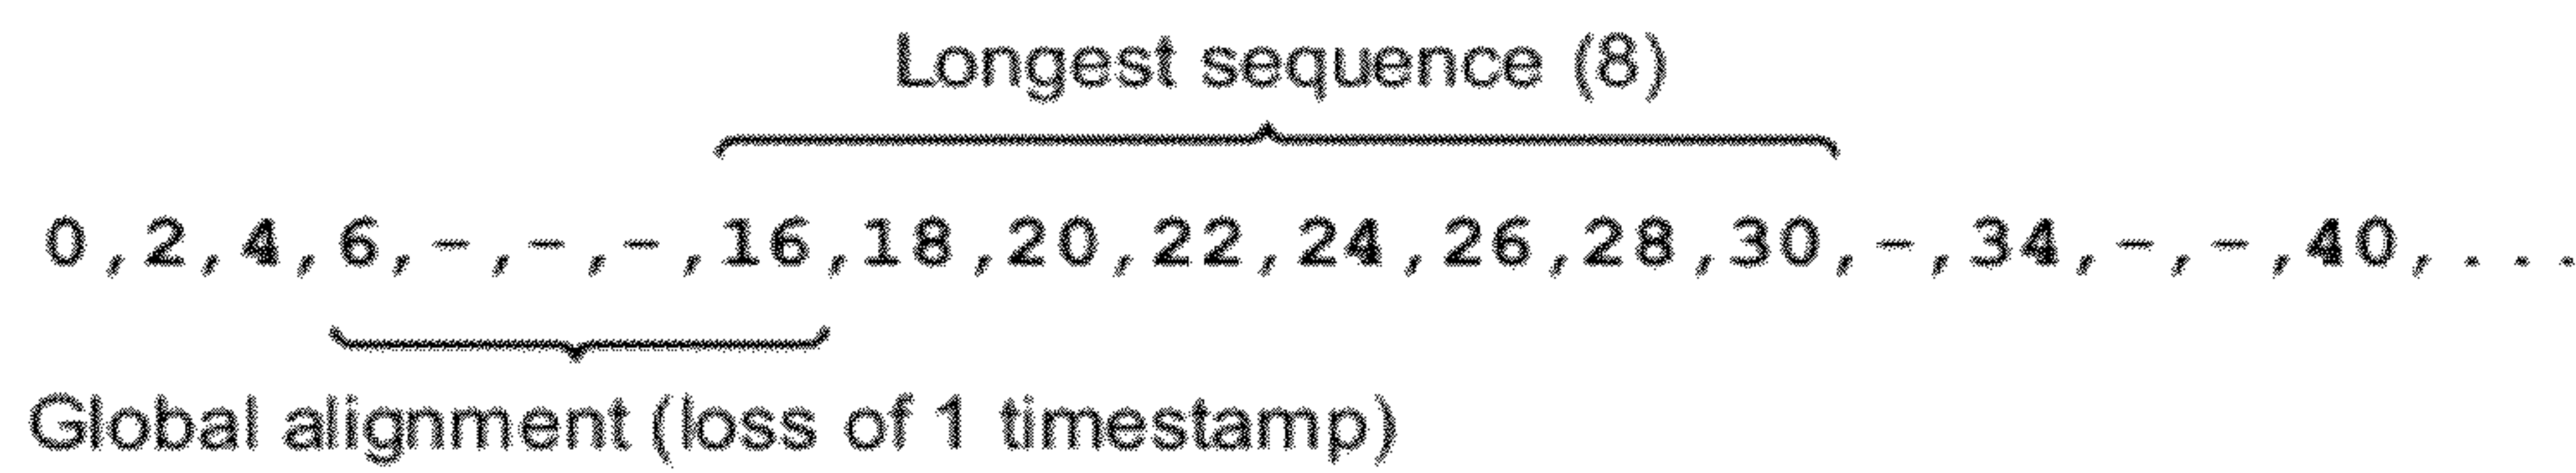 Longest sequence (8)
0,2,4,6,-,-,-,16,18,20,22,24,26,28,30,-,34,-,-,40,...
Global alignment (loss of 1 timestamp)